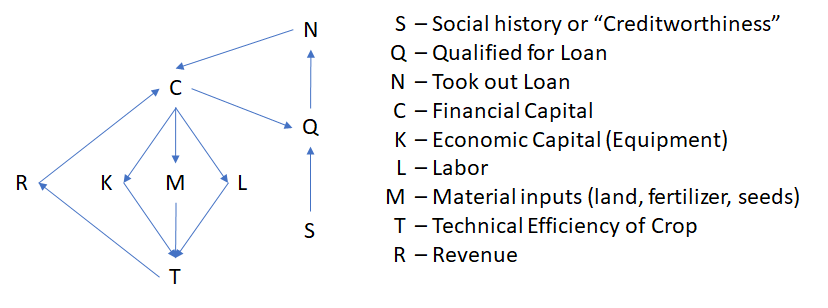 N
C
Q
R K M L
S
T
S – Social history or “Creditworthiness”
Q – Qualified for Loan
N – Took out Loan
C – Financial Capital
K – Economic Capital (Equipment)
L – Labor
M – Material inputs (land, fertilizer, seeds)
T – Technical Efficiency of Crop
R – Revenue